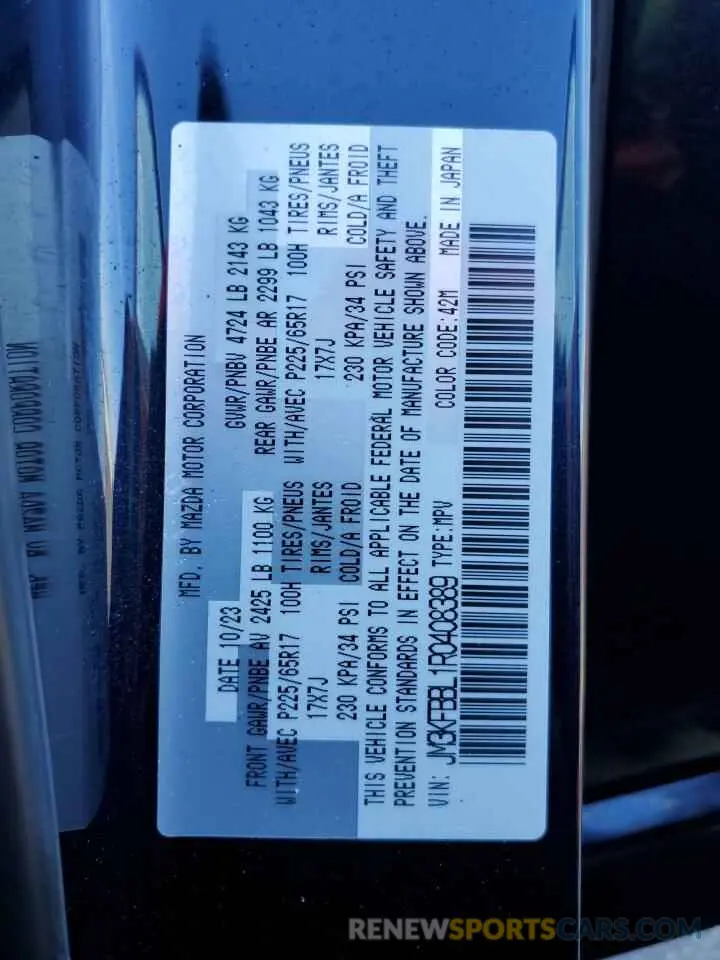 MFD. BY MAZDA MOTOR CORPORATION
DATE 10/23 GVWR/PNBV 4724 LB 2143 KG
FRONT GAWR/PNBE AV 2425 LB 1100 KG REAR GAWR/PNBE AR 2299 LB 1043 KG
WITH/AVEC P225/65R17 100H TIRES/PNEUS WITH/AVEC P225/65R17 100H TIRES/PNEUS
17X7J RIMS/JANTES 17X7J RIMS/JANTES
230 KPA/34 PSI COLD/A FROID 230 KPA/34 PSI COLD/A FROID
THIS VEHICLE CONFORMS TO ALL APPLICABLE FEDERAL MOTOR VEHICLE SAFETY AND THEFT
PREVENTION STANDARDS IN EFFECT ON THE DATE OF MANUFACTURE SHOWN ABOVE.
VIN: JM3KFBBL1R0408389 TYPE:MPV COLOR CODE:42M MADE IN JAPAN
RENEWSPORTSCARS.COM